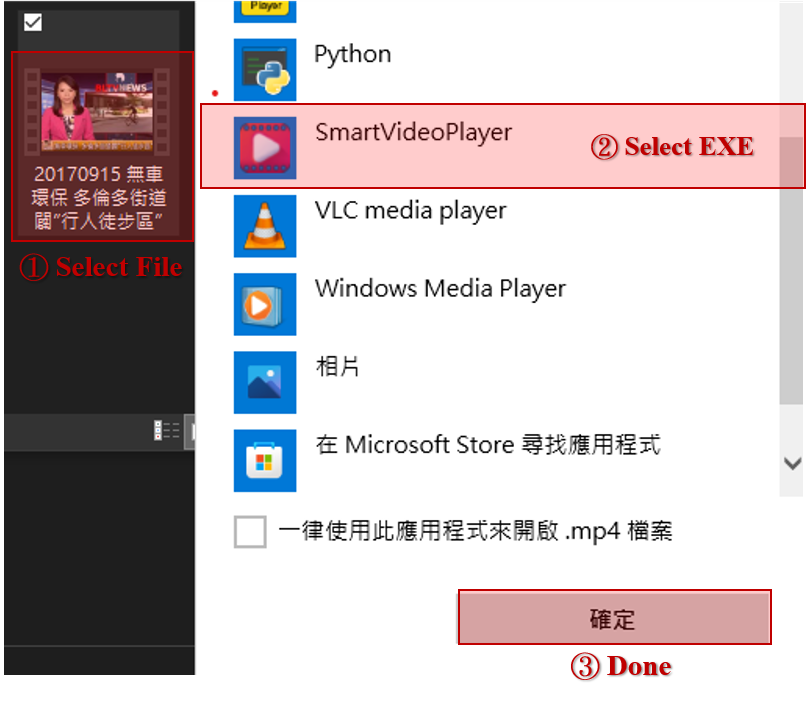 Player
Python
SmartVideoPlayer
② Select EXE
NEWS
20170915 無車
環保 多倫多街道
闢"行人徒步區"
① Select File
VLC media player
Windows Media Player
相片
在 Microsoft Store 尋找應用程式
一律使用此應用程式來開啟 .mp4 檔案
確定
③ Done